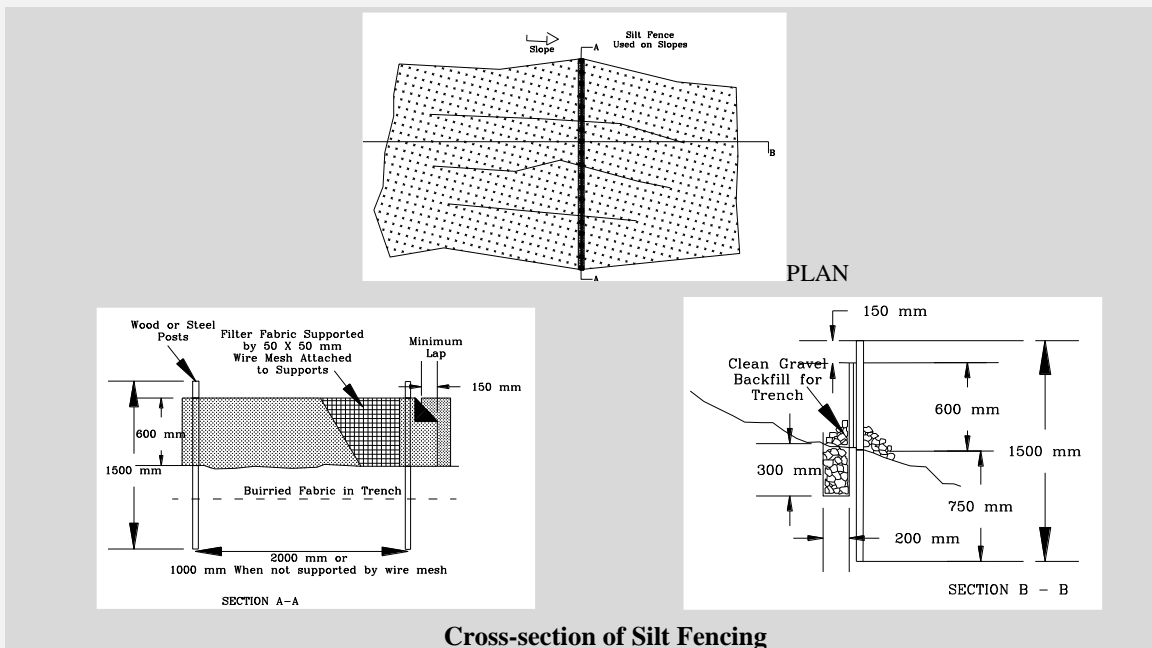 Slope
Silt Fence
Used on Slopes
A
B
A
PLAN
Wood or Steel
Posts
Filter Fabric Supported
by 50 X 50 mm
Wire Mesh Attached
to Supports
Minimum
Lap
150 mm
600 mm
1500 mm
Buirried Fabric in Trench
2000 mm or
1000 mm When not supported by wire mesh
SECTION A-A
150 mm
Clean Gravel
Backfill for
Trench
600 mm
1500 mm
300 mm
750 mm
200 mm
SECTION B - B
Cross-section of Silt Fencing